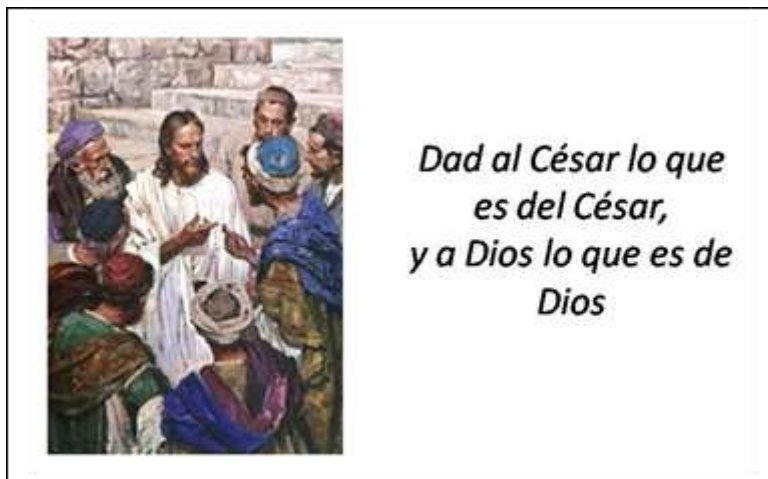 Dad al César lo que
es del César,
y a Dios lo que es de
Dios